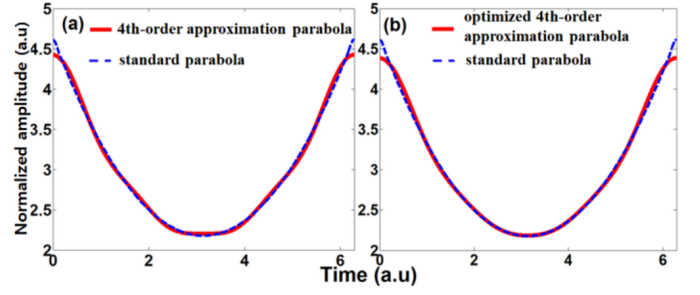 (a)
4th-order approximation parabola
standard parabola
Normalized amplitude (a.u)
5
4.5
4
3.5
3
2.5
2
0
2
4
6
(b)
optimized 4th-order
approximation parabola
standard parabola
5
4.5
4
3.5
3
2.5
2
0
2
4
6
Time (a.u)